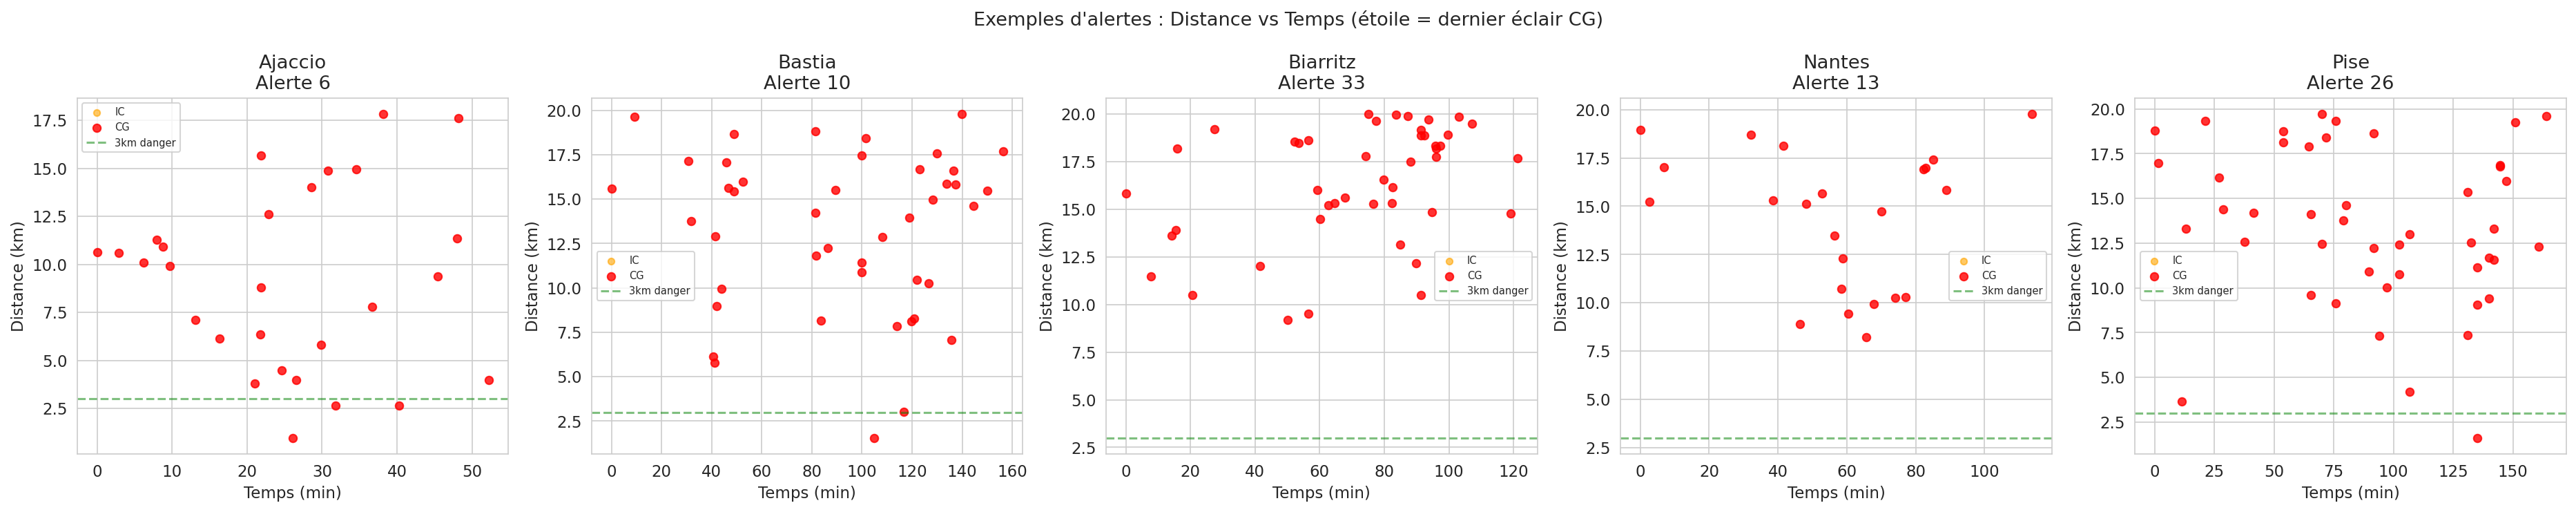 Exemples d'alertes : Distance vs Temps (étoile = dernier éclair CG)
Ajaccio
Alerte 6
IC
CG
3km danger
17.5
15.0
12.5
10.0
7.5
5.0
2.5
Distance (km)
0 10 20 30 40 50
Temps (min)
Bastia
Alerte 10
20.0
17.5
15.0
12.5
10.0
7.5
5.0
2.5
Distance (km)
IC
CG
3km danger
0 20 40 60 80 100 120 140 160
Temps (min)
Biarritz
Alerte 33
20.0
17.5
15.0
12.5
10.0
7.5
5.0
2.5
Distance (km)
IC
CG
3km danger
0 20 40 60 80 100 120
Temps (min)
Nantes
Alerte 13
20.0
17.5
15.0
12.5
10.0
7.5
5.0
2.5
Distance (km)
IC
CG
3km danger
0 20 40 60 80 100
Temps (min)
Pise
Alerte 26
20.0
17.5
15.0
12.5
10.0
7.5
5.0
2.5
Distance (km)
IC
CG
3km danger
0 25 50 75 100 125 150
Temps (min)